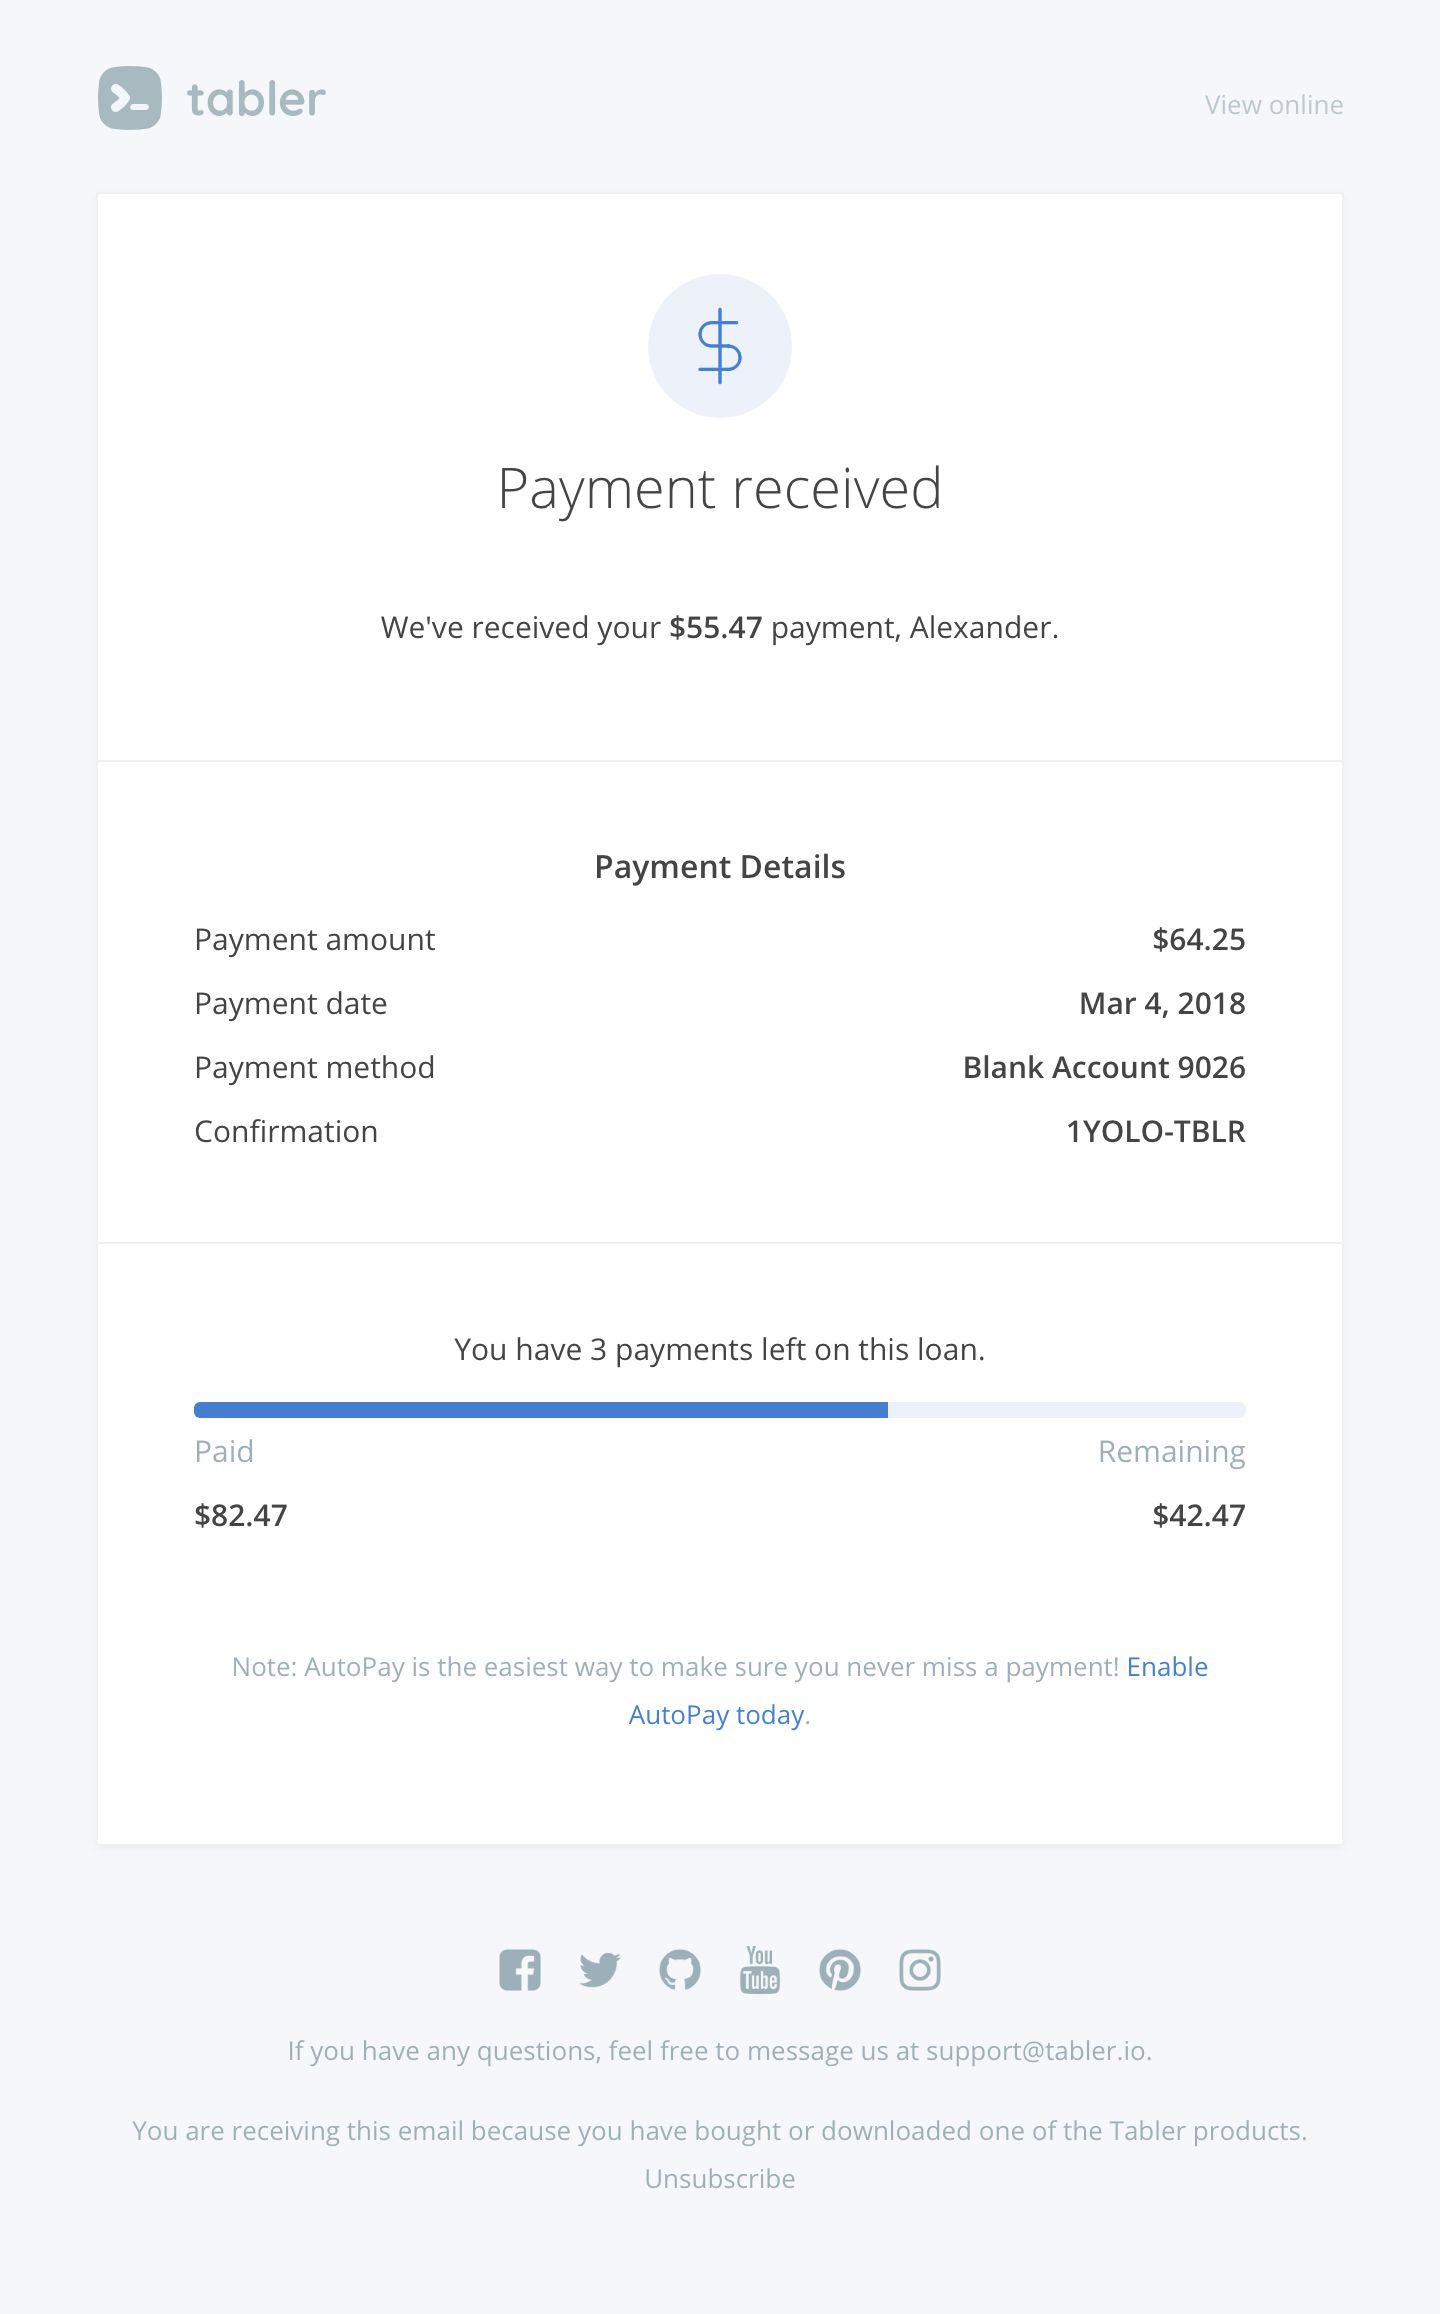 tabler
View online
Payment received
We've received your $55.47 payment, Alexander.
Payment Details
Payment amount $64.25
Payment date Mar 4, 2018
Payment method Blank Account 9026
Confirmation 1YOLO-TBLR
You have 3 payments left on this loan.
Paid Remaining
$82.47 $42.47
Note: AutoPay is the easiest way to make sure you never miss a payment! Enable
AutoPay today.
You
Tube
If you have any questions, feel free to message us at support@tabler.io.
You are receiving this email because you have bought or downloaded one of the Tabler products.
Unsubscribe